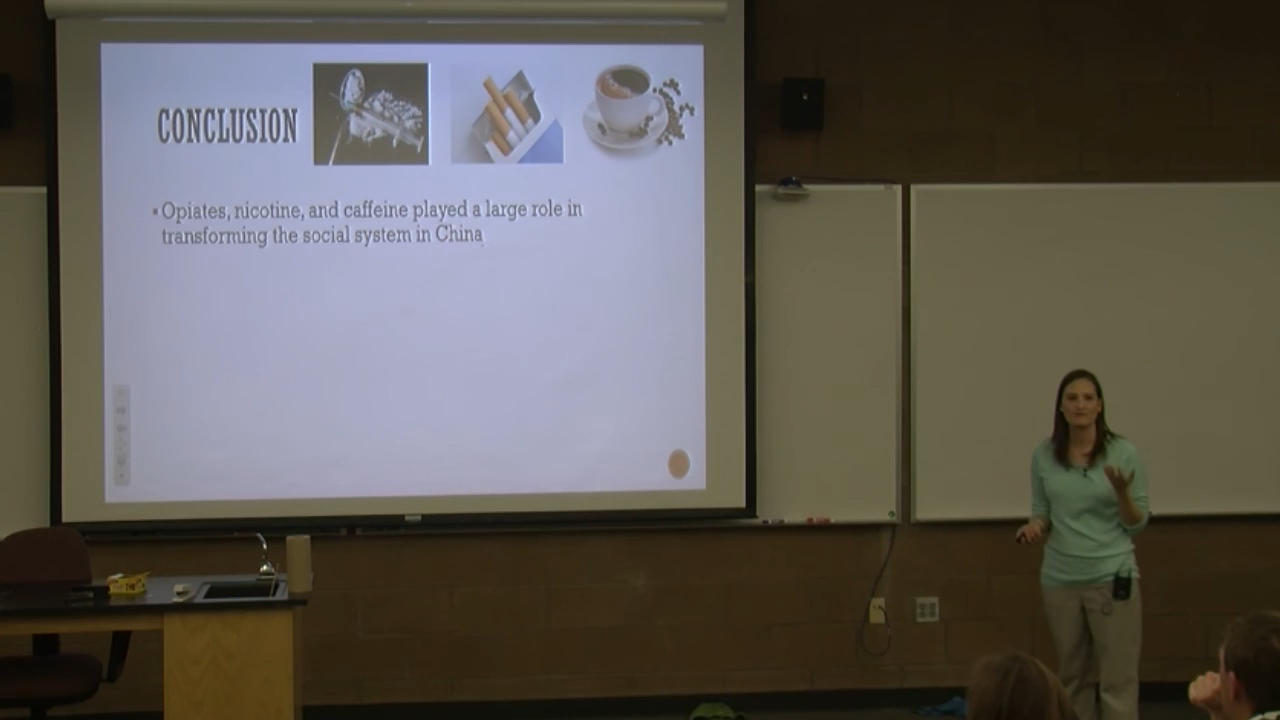 CONCLUSION
▪ Opiates, nicotine, and caffeine played a large role in
transforming the social system in China